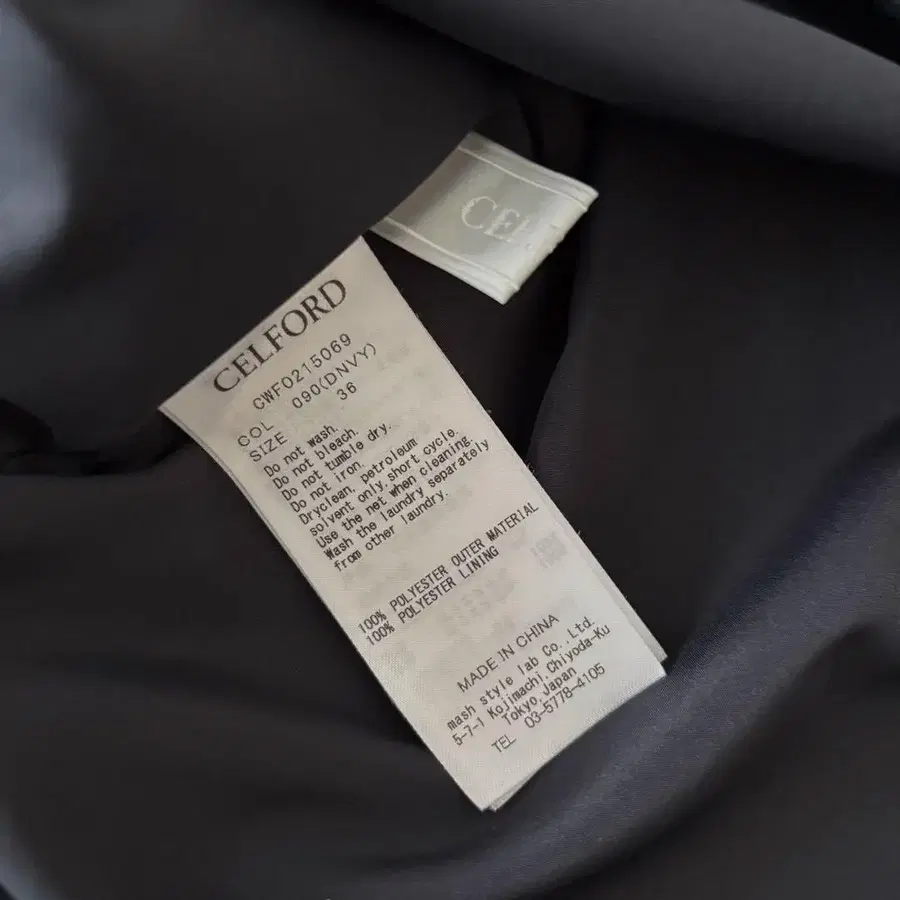 CELFORD
CWF0215069
COL 090(DNVY)
SIZE 36
Do not wash.
Do not bleach.
Do not tumble dry.
Do not iron.
Dryclean, petroleum
solvent only,short cycle.
Use the net when cleaning.
Wash the laundry separately
from other laundry.
100% POLYESTER OUTER MATERIAL
100% POLYESTER LINING
MADE IN CHINA
mash style lab Co.,Ltd.
5-7-1 Kojimachi,Chiyoda-Ku
Tokyo,Japan
TEL 03-5778-4105